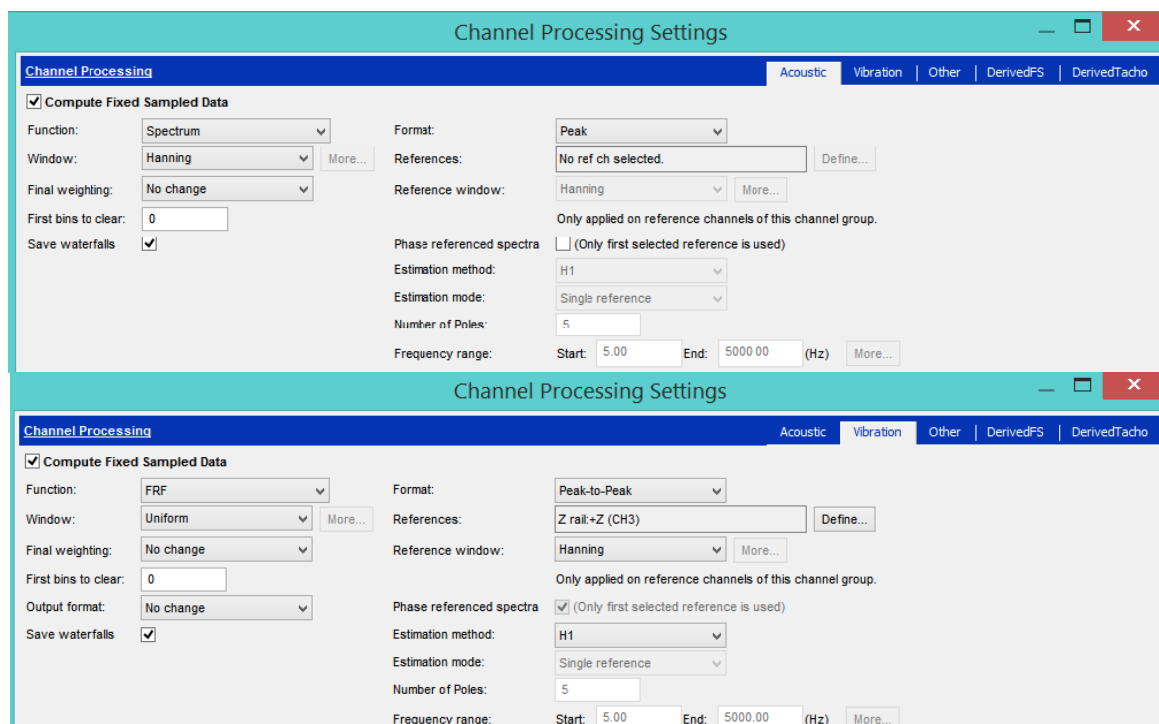 Channel Processing Settings
Channel Processing Acoustic Vibration Other DerivedFS DerivedTacho
Compute Fixed Sampled Data
Function: Spectrum Format: Peak
Window: Hanning More... References: No ref ch selected. Define...
Final weighting: No change Reference window: Hanning More...
First bins to clear: 0 Only applied on reference channels of this channel group.
Save waterfalls Phase referenced spectra (Only first selected reference is used)
Estimation method: H1
Estimation mode: Single reference
Number of Poles: 5
Frequency range: Start: 5.00 End: 5000.00 (Hz) More...
Channel Processing Settings
Channel Processing Acoustic Vibration Other DerivedFS DerivedTacho
Compute Fixed Sampled Data
Function: FRF Format: Peak-to-Peak
Window: Uniform More... References: Z rail:+Z (CH3) Define...
Final weighting: No change Reference window: Hanning More...
First bins to clear: 0 Only applied on reference channels of this channel group.
Output format: No change Phase referenced spectra (Only first selected reference is used)
Save waterfalls Estimation method: H1
Estimation mode: Single reference
Number of Poles: 5
Frequency range: Start: 5.00 End: 5000.00 (Hz) More...